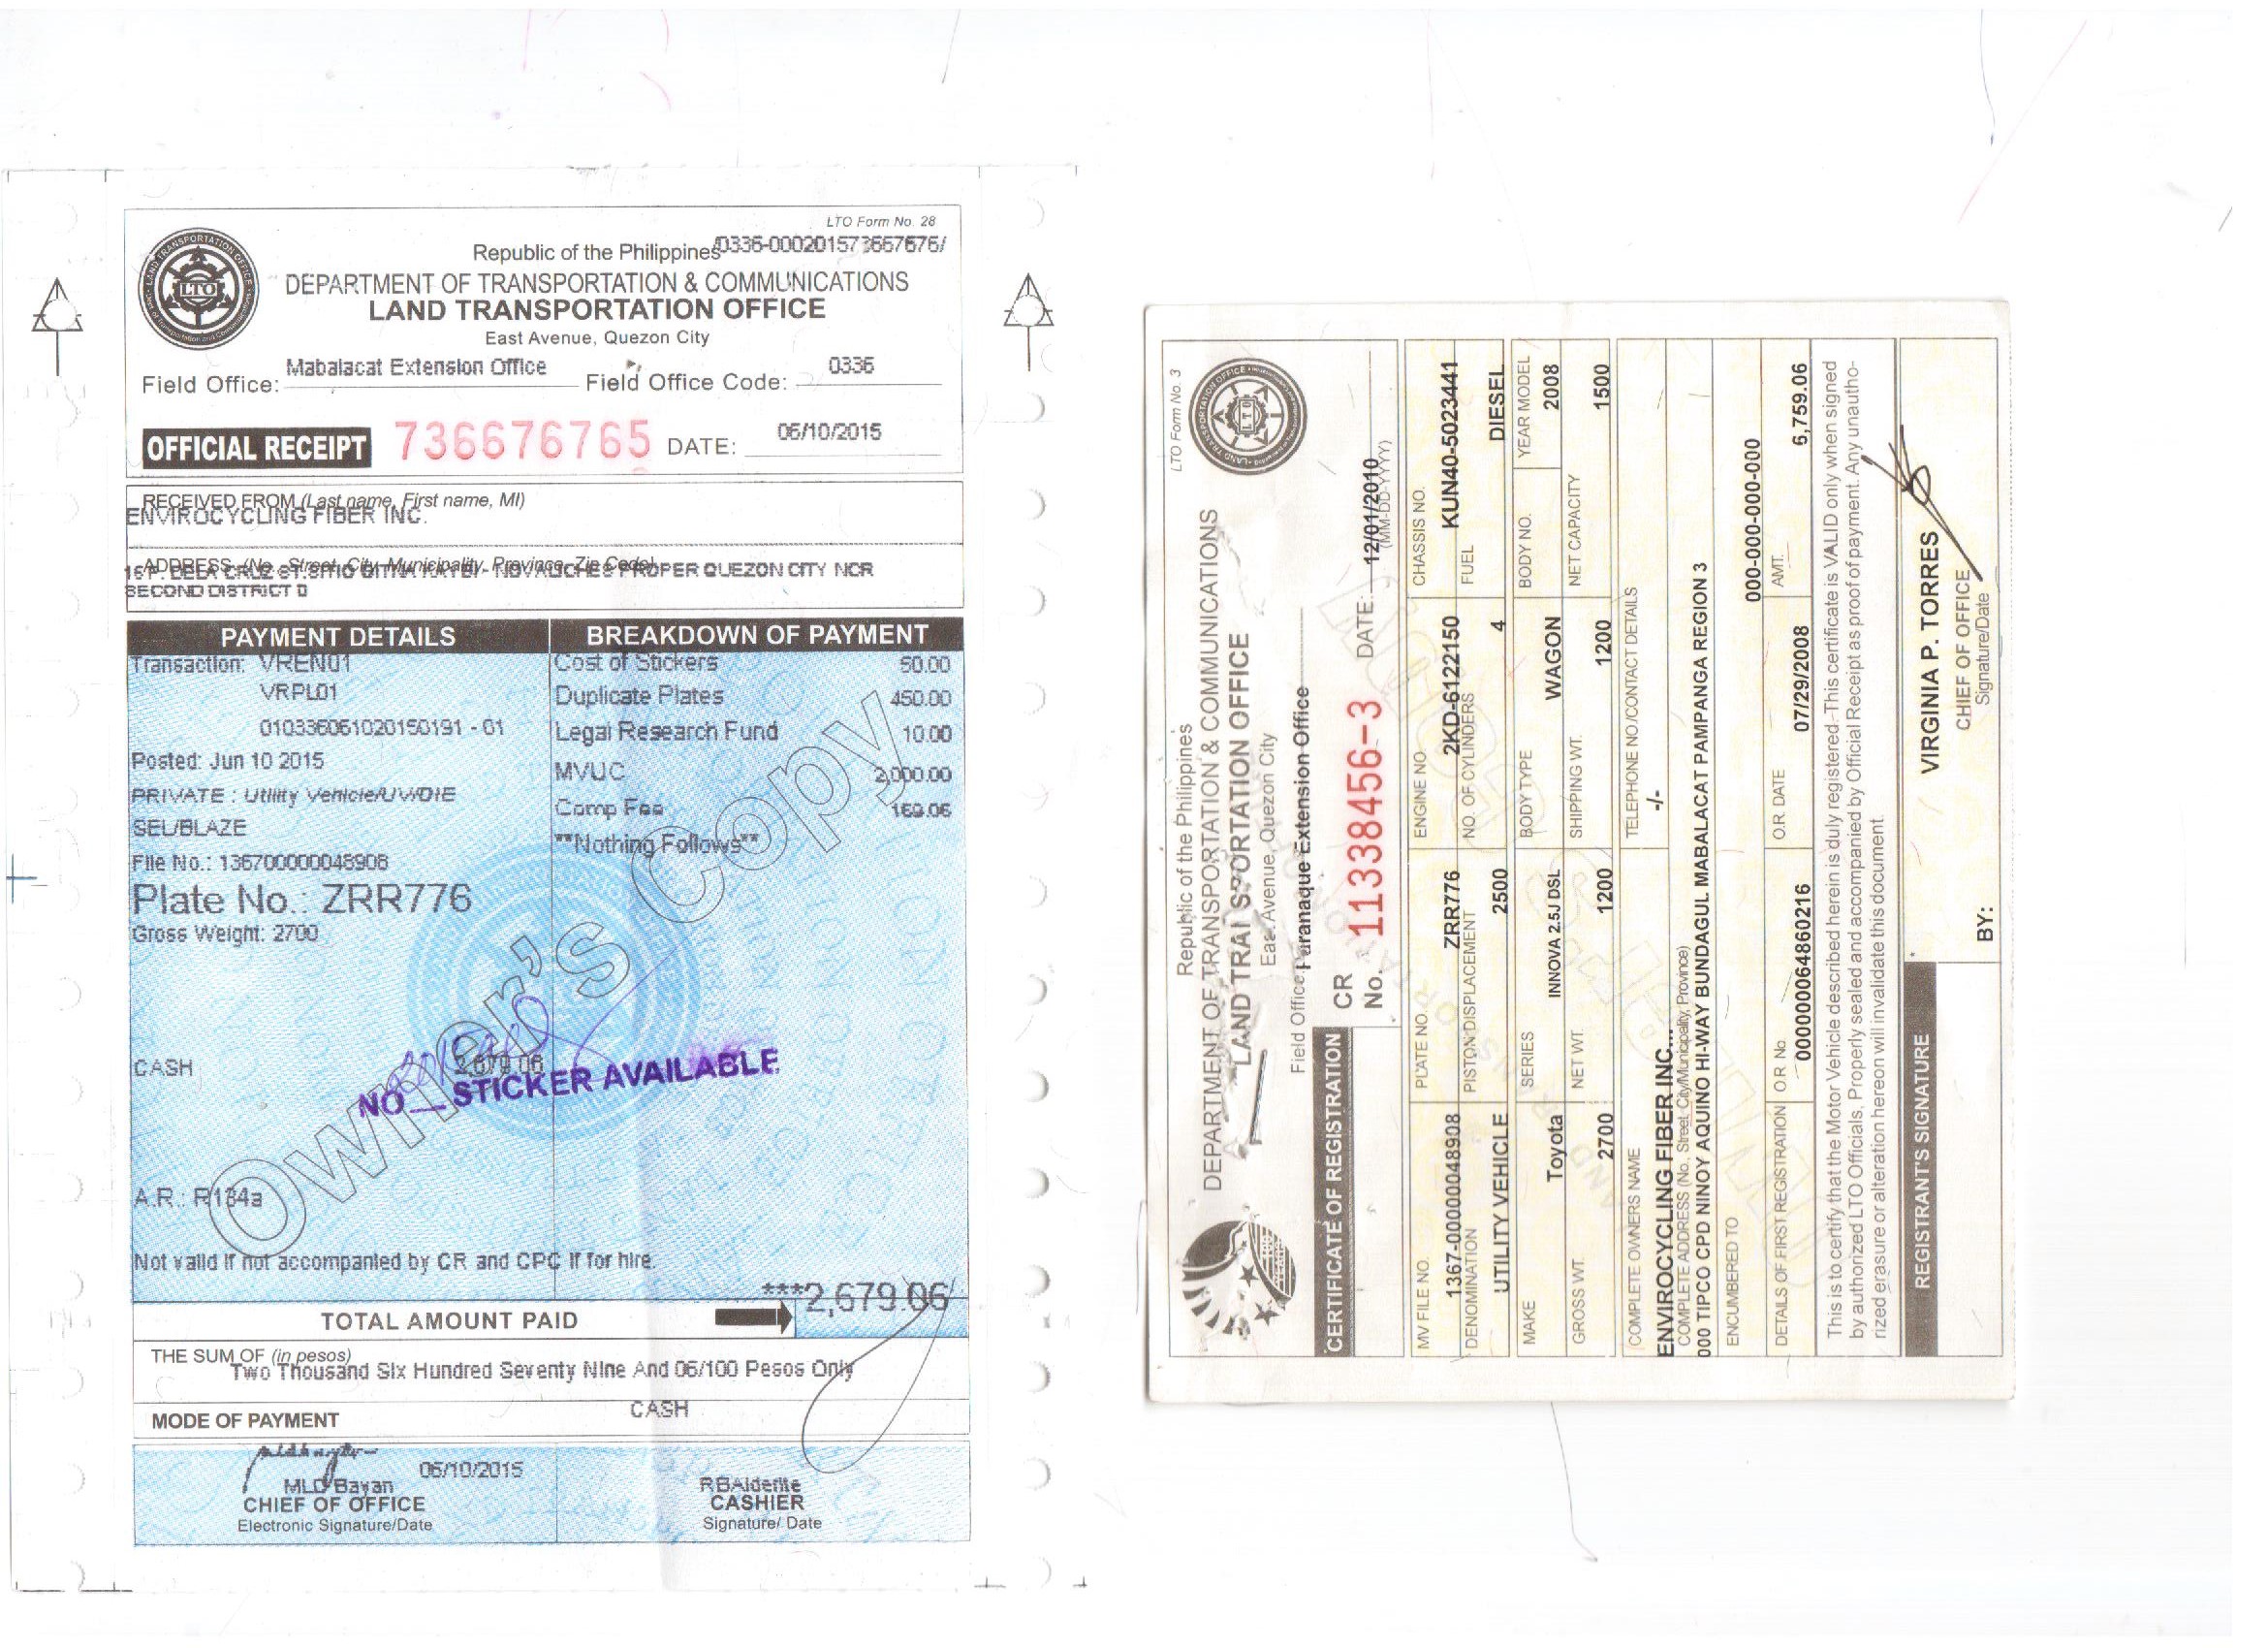 LTO Form No. 28
Republic of the Philippines
/0336-000201573667676/
DEPARTMENT OF TRANSPORTATION & COMMUNICATIONS
LAND TRANSPORTATION OFFICE
East Avenue, Quezon City
Field Office: Mabalacat Extension Office Field Office Code: 0336
OFFICIAL RECEIPT 736676765 DATE: 06/10/2015
RECEIVED FROM (Last name, First name, MI)
ENVIROCYCLING FIBER INC.
ADDRESS (No., Street, City, Municipality, Province, Zip Code)
DELA CRUZ ST. SITIO PROPER QUEZON CITY NCR
SECOND DISTRICT 0
PAYMENT DETAILS BREAKDOWN OF PAYMENT
Transaction: VREN01 Cost of Stickers 50.00
VRPL01 Duplicate Plates 450.00
010336061020150191 - 01 Legal Research Fund 10.00
Posted: Jun 10 2015 MVUC 2,000.00
PRIVATE : Utility Vehicle/UV/DIE Comp Fee 169.06
SEL/BLAZE **Nothing Follows**
File No.: 136700000048908
Plate No.: ZRR776
Gross Weight: 2700
Owner's Copy
CASH 2,679.06
NO STICKER AVAILABLE
A.R.: R134a
Not valid if not accompanied by CR and CPC if for hire.
TOTAL AMOUNT PAID ***2,679.06
THE SUM OF (in pesos)
Two Thousand Six Hundred Seventy Nine And 06/100 Pesos Only
MODE OF PAYMENT CASH
06/10/2015
MLD Bayan RBAlderite
CHIEF OF OFFICE CASHIER
Electronic Signature/Date Signature/ Date
LTO Form No. 3
Republic of the Philippines
DEPARTMENT OF TRANSPORTATION & COMMUNICATIONS
LAND TRANSPORTATION OFFICE
East Avenue, Quezon City
Field Office Paranaque Extension Office
CERTIFICATE OF REGISTRATION CR No. 11338456-3 DATE: 12/01/2010
(MM-DD-YYYY)
MV FILE NO. PLATE NO. ENGINE NO. CHASSIS NO.
1367-00000048908 ZRR776 2KD-6122150 KUN40-5023441
DENOMINATION PISTON DISPLACEMENT NO. OF CYLINDERS FUEL
UTILITY VEHICLE 2500 4 DIESEL
MAKE SERIES BODY TYPE BODY NO. YEAR MODEL
Toyota INNOVA 2.5J DSL WAGON 2008
GROSS WT. NET WT. SHIPPING WT. NET CAPACITY
2700 1200 1200 1500
COMPLETE OWNERS NAME TELEPHONE NO./CONTACT DETAILS
ENVIROCYCLING FIBER INC... -/-
COMPLETE ADDRESS (No., Street, City/Municipality, Province)
000 TIPCO CPD NINOY AQUINO HI-WAY BUNDAGUL MABALACAT PAMPANGA REGION 3
ENCUMBERED TO 000-000-000-000
DETAILS OF FIRST REGISTRATION O.R No. O.R. DATE AMT.
000000064860216 07/29/2008 6,759.06
This is to certify that the Motor Vehicle described herein is duly registered. This certificate is VALID only when signed
by authorized LTO Officials, Properly sealed and accompanied by Official Receipt as proof of payment. Any unautho-
rized erasure or alteration hereon will invalidate this document.
REGISTRANT'S SIGNATURE VIRGINIA P. TORRES
CHIEF OF OFFICE
BY: Signature/Date